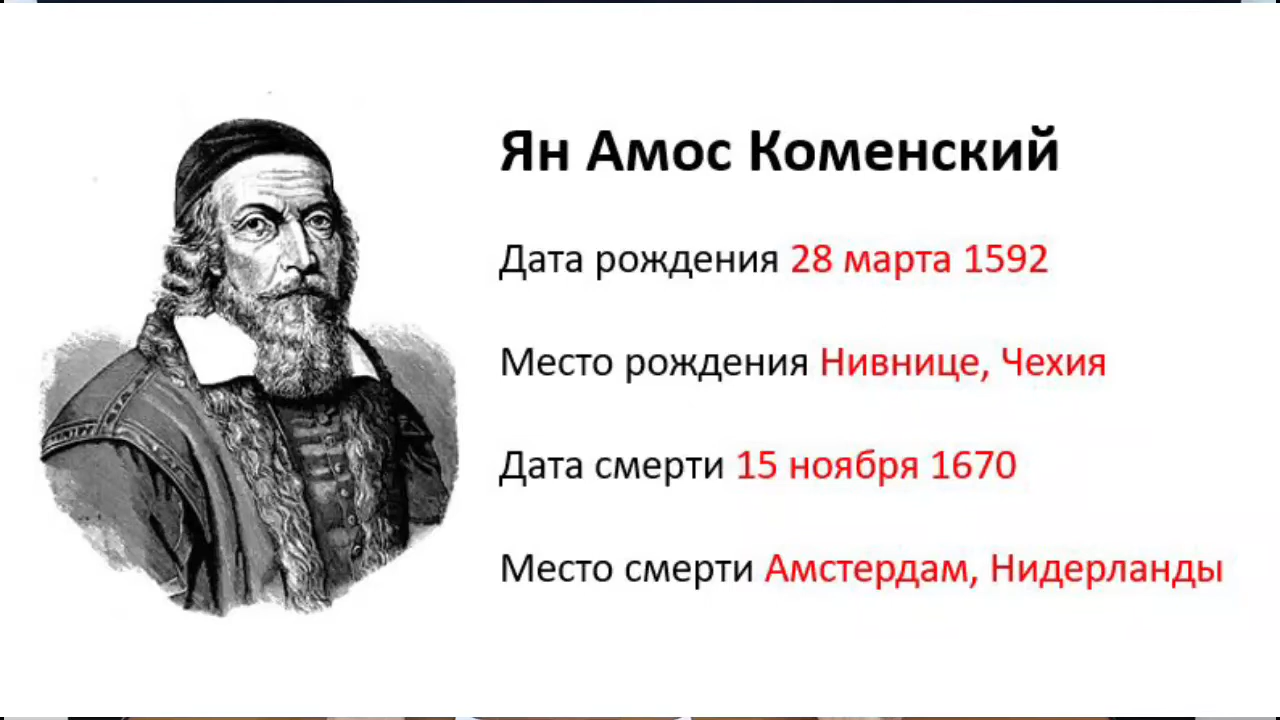 Ян Амос Коменский
Дата рождения 28 марта 1592
Место рождения Нивнице, Чехия
Дата смерти 15 ноября 1670
Место смерти Амстердам, Нидерланды